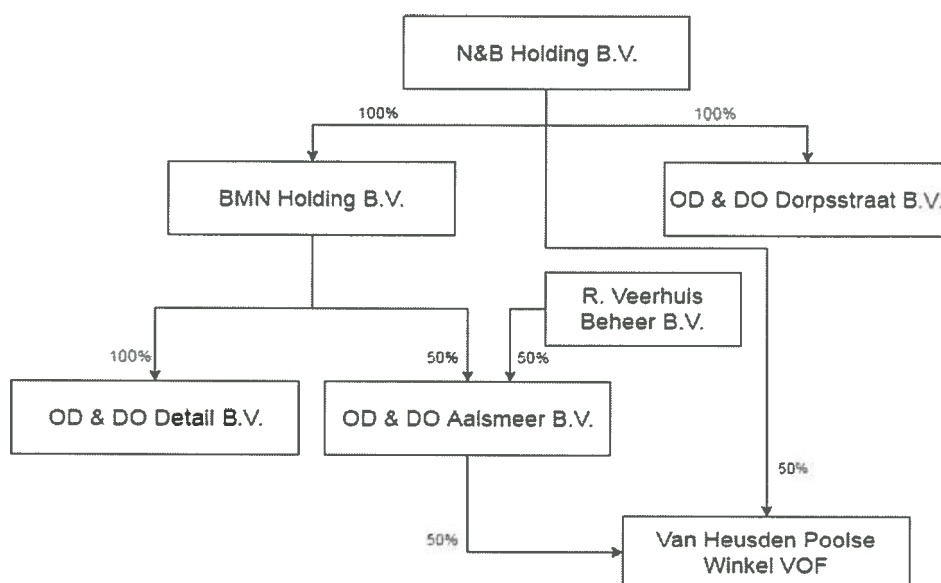 N&B Holding B.V.
100%
100%
BMN Holding B.V.
OD & DO Dorpsstraat B.V.
R. Veerhuis
Beheer B.V.
100%
50%
50%
OD & DO Detail B.V.
OD & DO Aalsmeer B.V.
50%
50%
Van Heusden Poolse
Winkel VOF